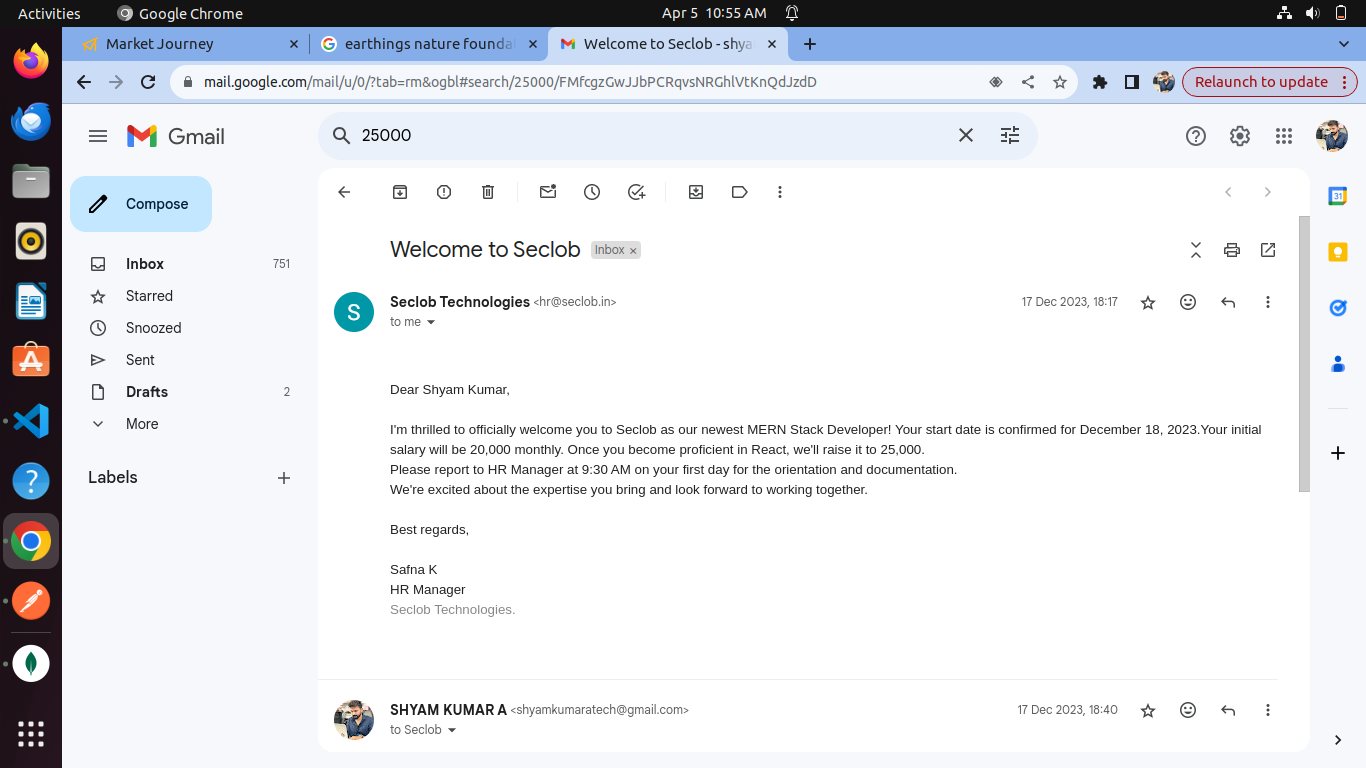 Activities
Google Chrome
Apr 5 10:55 AM
Market Journey
earthings nature founda
Welcome to Seclob - shya
mail.google.com/mail/u/0/?tab=rm&ogbl#search/25000/FMfcgzGwJJbPCRqvsNRGhlVtKnQdJzdD
Relaunch to update
Gmail
25000
Compose
Inbox 751
Starred
Snoozed
Sent
Drafts 2
More
Labels
Welcome to Seclob
Inbox x
S
Seclob Technologies <hr@seclob.in>
17 Dec 2023, 18:17
to me
Dear Shyam Kumar,
I'm thrilled to officially welcome you to Seclob as our newest MERN Stack Developer! Your start date is confirmed for December 18, 2023.Your initial
salary will be 20,000 monthly. Once you become proficient in React, we'll raise it to 25,000.
Please report to HR Manager at 9:30 AM on your first day for the orientation and documentation.
We're excited about the expertise you bring and look forward to working together.
Best regards,
Safna K
HR Manager
Seclob Technologies.
SHYAM KUMAR A <shyamkumaratech@gmail.com>
17 Dec 2023, 18:40
to Seclob
31